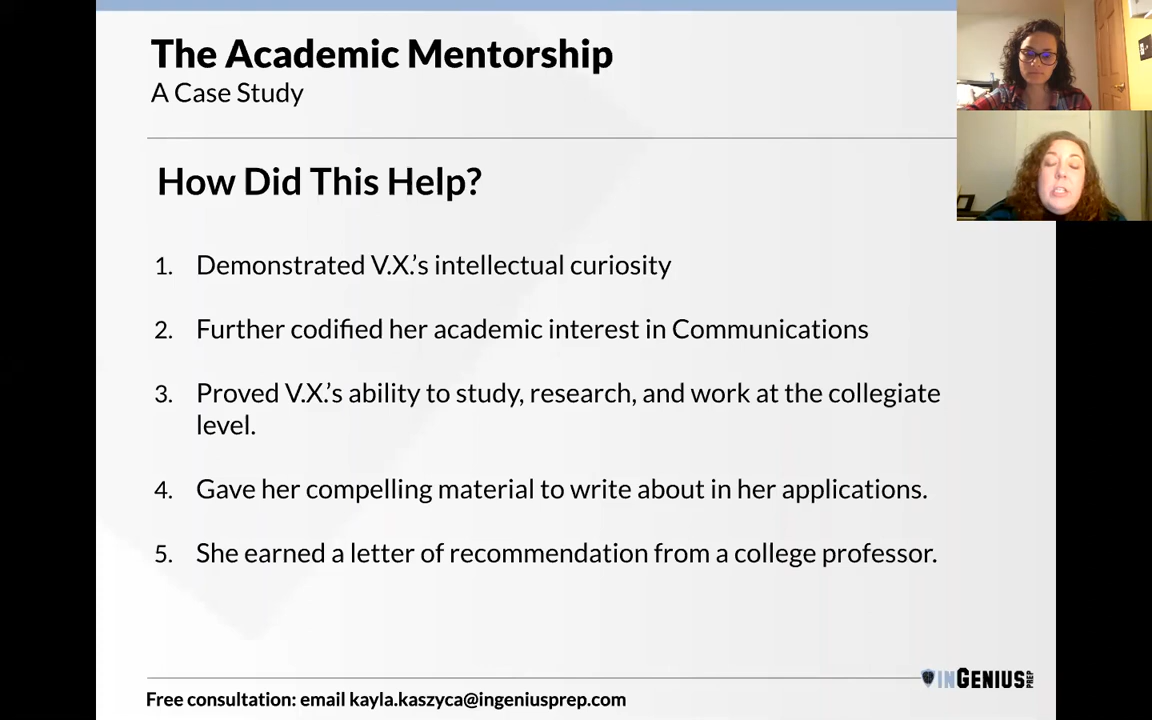 The Academic Mentorship
A Case Study
How Did This Help?
1. Demonstrated V.X.'s intellectual curiosity
2. Further codified her academic interest in Communications
3. Proved V.X.'s ability to study, research, and work at the collegiate
level.
4. Gave her compelling material to write about in her applications.
5. She earned a letter of recommendation from a college professor.
INGENIUS PREP
Free consultation: email kayla.kaszyca@ingeniusprep.com